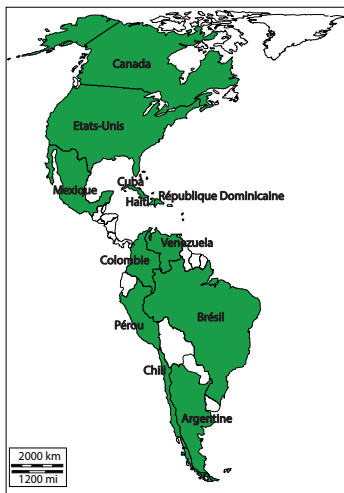 Canada
Etats-Unis
Cuba
Mexique
République Dominicaine
Haïti
Venezuela
Colombie
Brésil
Pérou
Chili
Argentine
2000 km
1200 mi